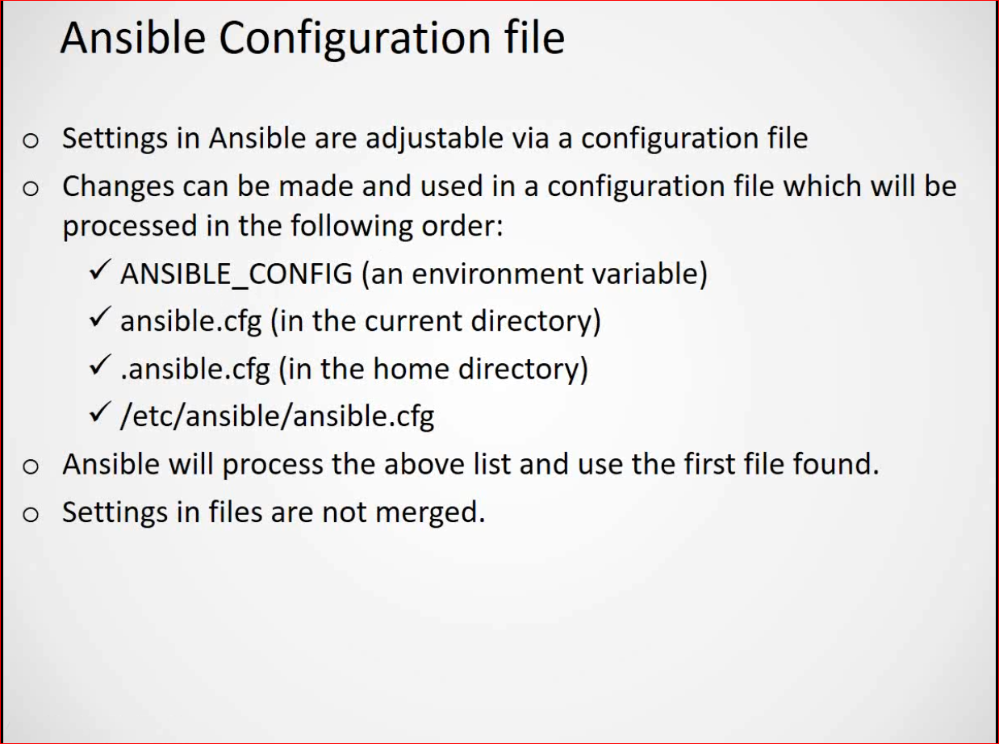 Ansible Configuration file
Settings in Ansible are adjustable via a configuration file
Changes can be made and used in a configuration file which will be
processed in the following order:
ANSIBLE_CONFIG (an environment variable)
ansible.cfg (in the current directory)
.ansible.cfg (in the home directory)
/etc/ansible/ansible.cfg
Ansible will process the above list and use the first file found.
Settings in files are not merged.